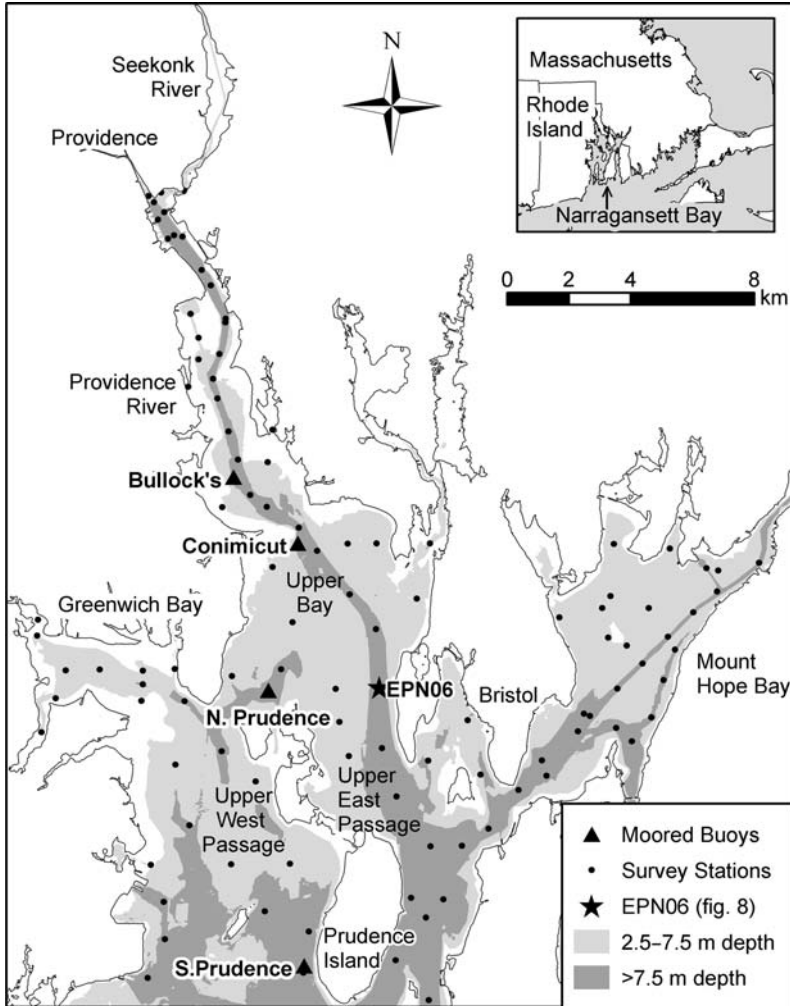 N
Seekonk
River
Providence
Massachusetts
Rhode
Island
Narragansett Bay
0 2 4 8
km
Providence
River
Bullock's
Conimicut
Upper
Bay
Greenwich Bay
EPN06
Bristol
Mount
Hope Bay
N. Prudence
Upper
West
Passage
Upper
East
Passage
Prudence
Island
S.Prudence
Moored Buoys
Survey Stations
EPN06 (fig. 8)
2.5–7.5 m depth
>7.5 m depth